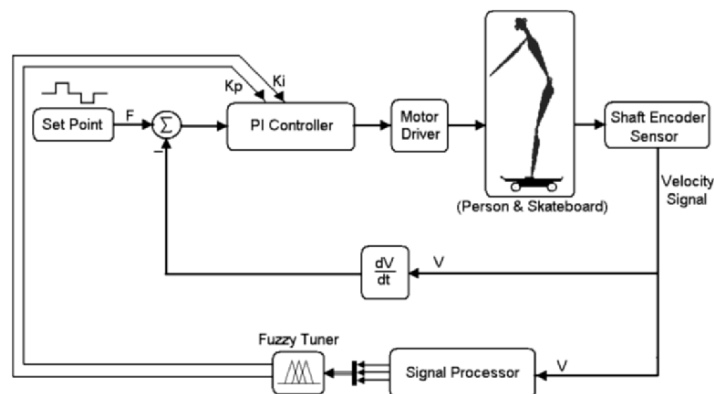 Kp
Ki
Set Point
F
Σ
−
PI Controller
Motor
Driver
Shaft Encoder
Sensor
(Person & Skateboard)
Velocity
Signal
dV
dt
V
Fuzzy Tuner
Signal Processor
V